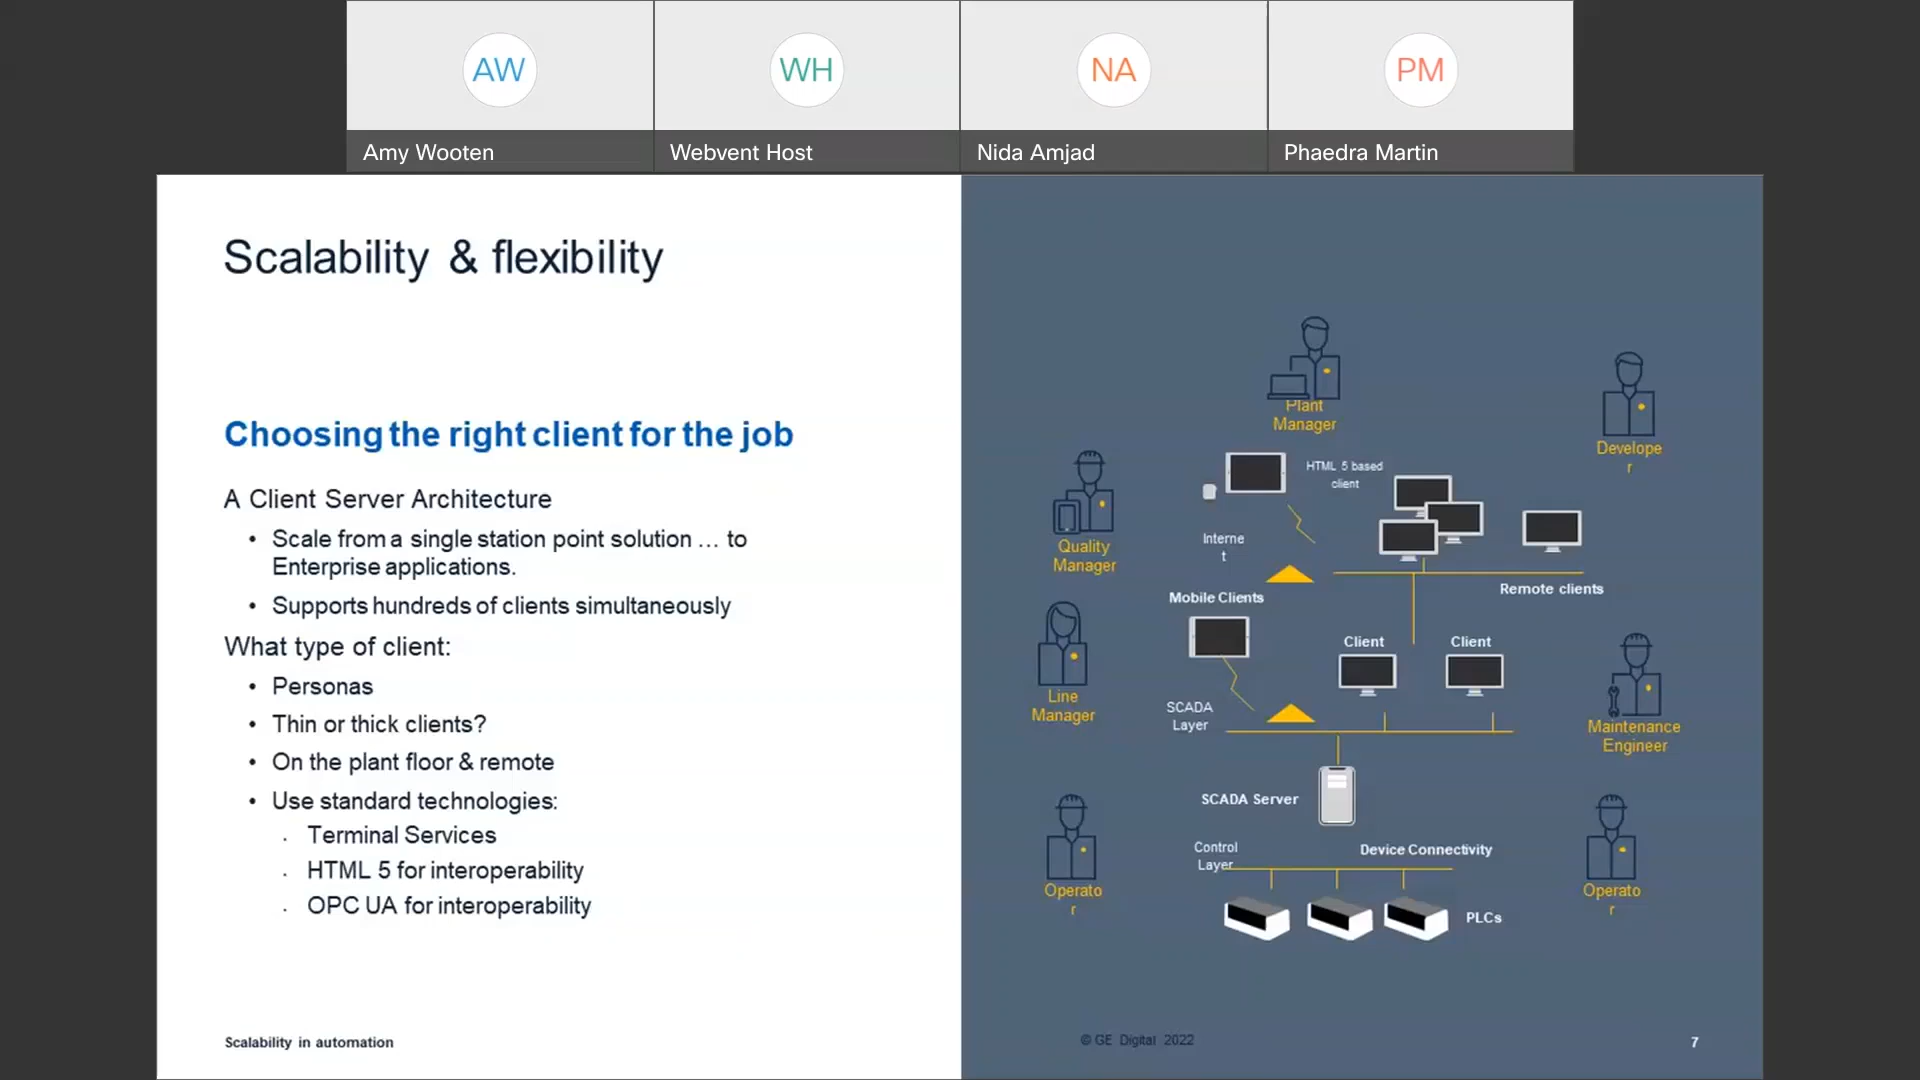 AW
WH
NA
PM
Amy Wooten
Webvent Host
Nida Amjad
Phaedra Martin
Scalability & flexibility
Choosing the right client for the job
A Client Server Architecture
• Scale from a single station point solution … to
Enterprise applications.
• Supports hundreds of clients simultaneously
What type of client:
• Personas
• Thin or thick clients?
• On the plant floor & remote
• Use standard technologies:
. Terminal Services
. HTML 5 for interoperability
. OPC UA for interoperability
Scalability in automation
Plant
Manager
Develope
r
HTML 5 based
client
Quality
Manager
Interne
t
Remote clients
Mobile Clients
Client
Client
Line
Manager
SCADA
Layer
Maintenance
Engineer
SCADA Server
Control
Layer
Device Connectivity
Operato
r
Operato
r
PLCs
© GE Digital 2022
7